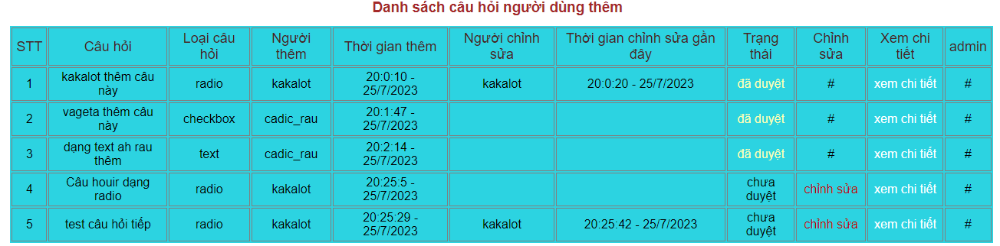 Danh sách câu hỏi người dùng thêm
STT Câu hỏi Loại câu hỏi Người thêm Thời gian thêm Người chỉnh sửa Thời gian chỉnh sửa gần đây Trạng thái Chỉnh sửa Xem chi tiết admin
1 kakalot thêm câu này radio kakalot 20:0:10 - 25/7/2023 kakalot 20:0:20 - 25/7/2023 đã duyệt # xem chi tiết #
2 vageta thêm câu này checkbox cadic_rau 20:1:47 - 25/7/2023 đã duyệt # xem chi tiết #
3 dạng text ah rau thêm text cadic_rau 20:2:14 - 25/7/2023 đã duyệt # xem chi tiết #
4 Câu houir dạng radio radio kakalot 20:25:5 - 25/7/2023 chưa duyệt chỉnh sửa xem chi tiết #
5 test câu hỏi tiếp radio kakalot 20:25:29 - 25/7/2023 kakalot 20:25:42 - 25/7/2023 chưa duyệt chỉnh sửa xem chi tiết #